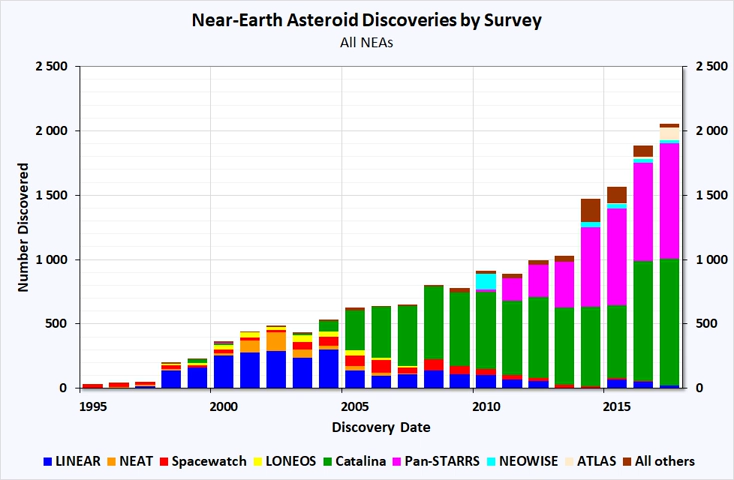 Near-Earth Asteroid Discoveries by Survey
All NEAs
2 500 2 500
2 000 2 000
1 500 1 500
1 000 1 000
500 500
0 0
Number Discovered
1995 2000 2005 2010 2015
Discovery Date
LINEAR NEAT Spacewatch LONEOS Catalina Pan-STARRS NEOWISE ATLAS All others